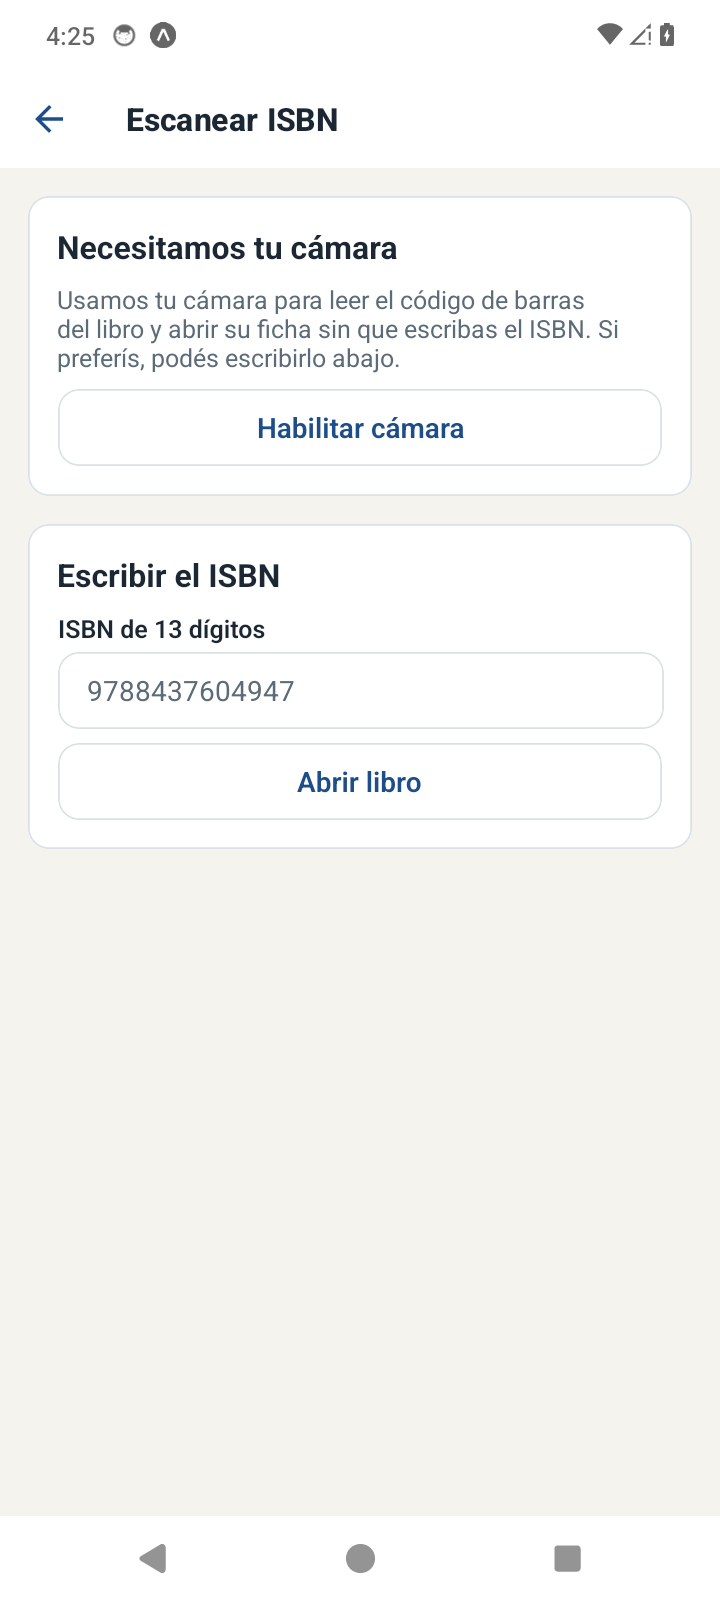 4:25
Escanear ISBN
Necesitamos tu cámara
Usamos tu cámara para leer el código de barras
del libro y abrir su ficha sin que escribas el ISBN. Si
preferís, podés escribirlo abajo.
Habilitar cámara
Escribir el ISBN
ISBN de 13 dígitos
9788437604947
Abrir libro